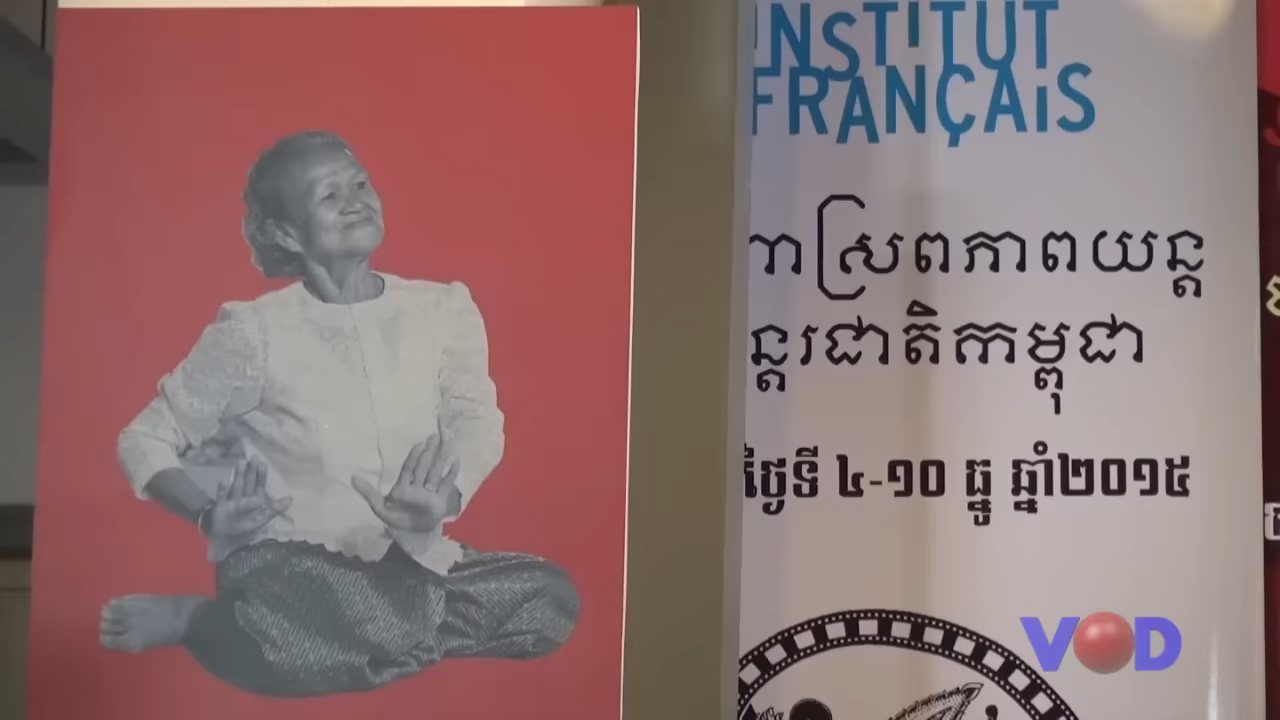 INSTITUT
FRANÇAIS
ស្រពភាពយន្ត
ន្តរជាតិកម្ពុជា
ថ្ងៃទី ៤-១០ ធ្នូ ឆ្នាំ២០១៥
VOD